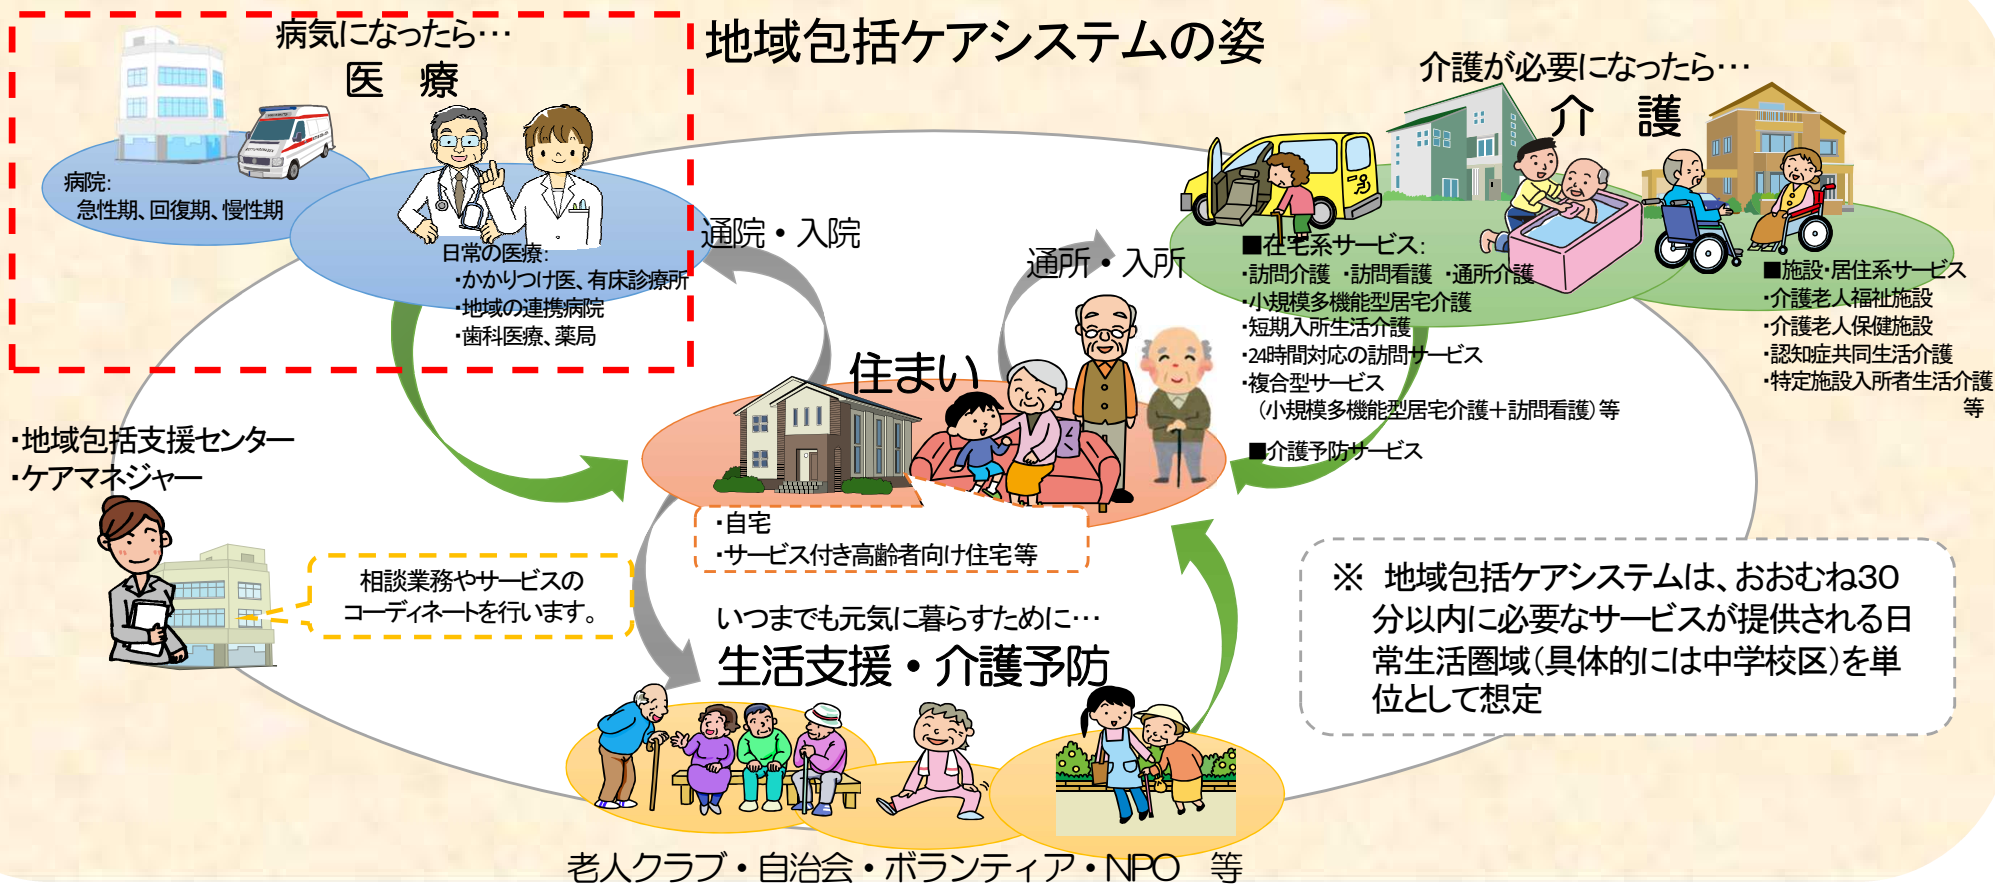 地域包括ケアシステムの姿
病気になったら…
医 療
病院:
急性期、回復期、慢性期
日常の医療:
・かかりつけ医、有床診療所
・地域の連携病院
・歯科医療、薬局
通院・入院
通所・入所
介護が必要になったら…
介 護
■在宅系サービス:
・訪問介護 ・訪問看護 ・通所介護
・小規模多機能型居宅介護
・短期入所生活介護
・24時間対応の訪問サービス
・複合型サービス
(小規模多機能型居宅介護+訪問看護)等
■介護予防サービス
■施設・居住系サービス
・介護老人福祉施設
・介護老人保健施設
・認知症共同生活介護
・特定施設入所者生活介護
等
住まい
・自宅
・サービス付き高齢者向け住宅等
・地域包括支援センター
・ケアマネジャー
相談業務やサービスの
コーディネートを行います。
いつまでも元気に暮らすために…
生活支援・介護予防
老人クラブ・自治会・ボランティア・NPO 等
※ 地域包括ケアシステムは、おおむね30
分以内に必要なサービスが提供される日
常生活圏域(具体的には中学校区)を単
位として想定